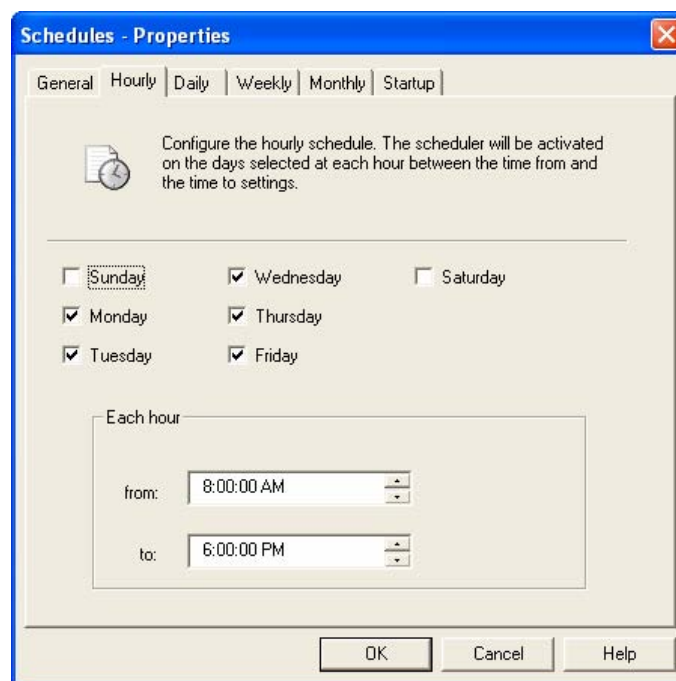 Schedules - Properties
General Hourly Daily Weekly Monthly Startup
Configure the hourly schedule. The scheduler will be activated
on the days selected at each hour between the time from and
the time to settings.
Sunday Wednesday Saturday
Monday Thursday
Tuesday Friday
Each hour
from: 8:00:00 AM
to: 6:00:00 PM
OK Cancel Help